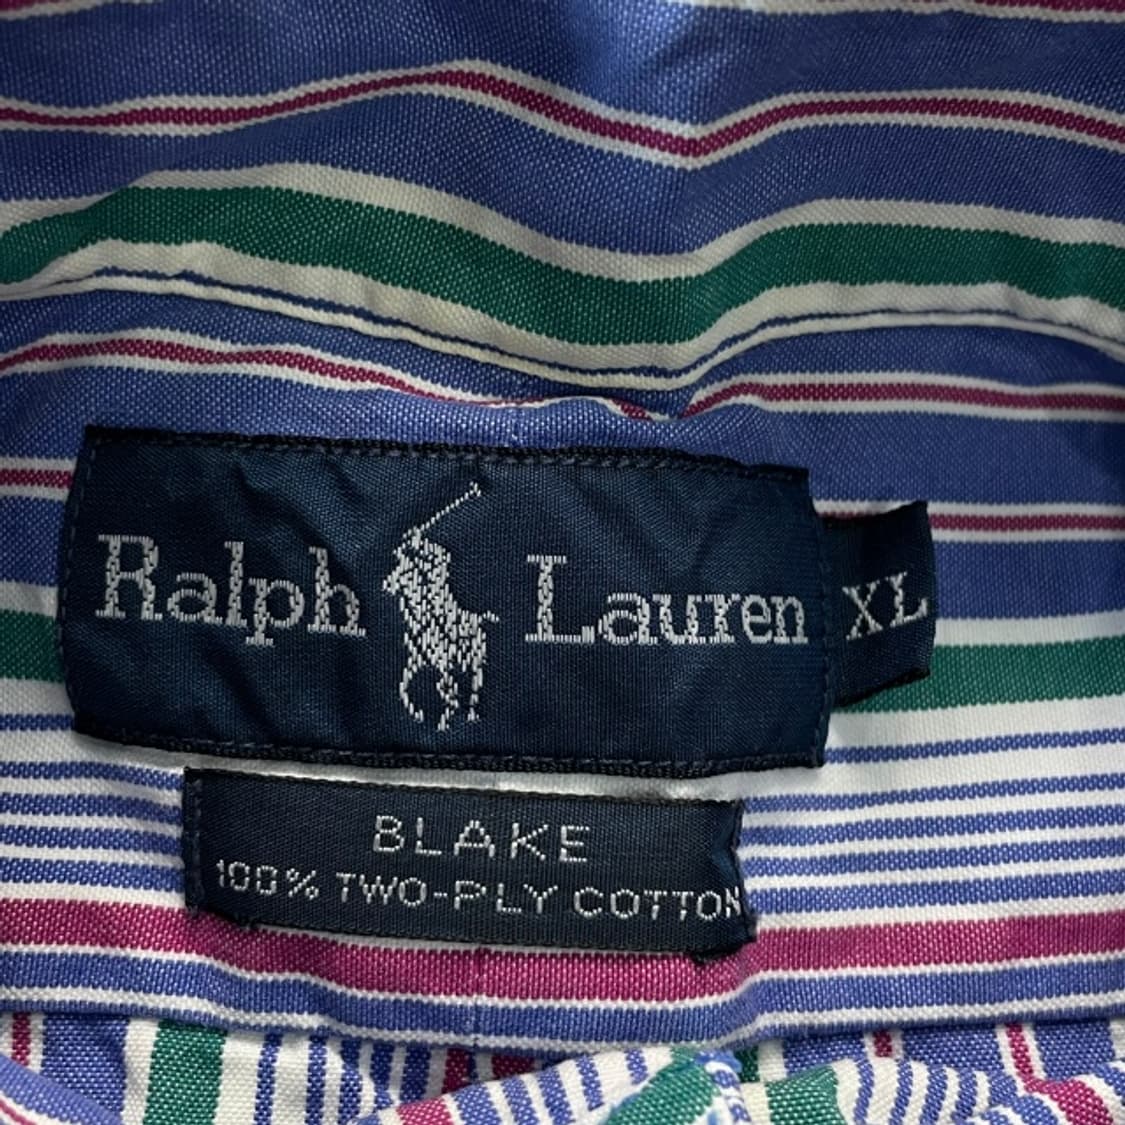 Ralph Lauren XL
BLAKE
100% TWO-PLY COTTON